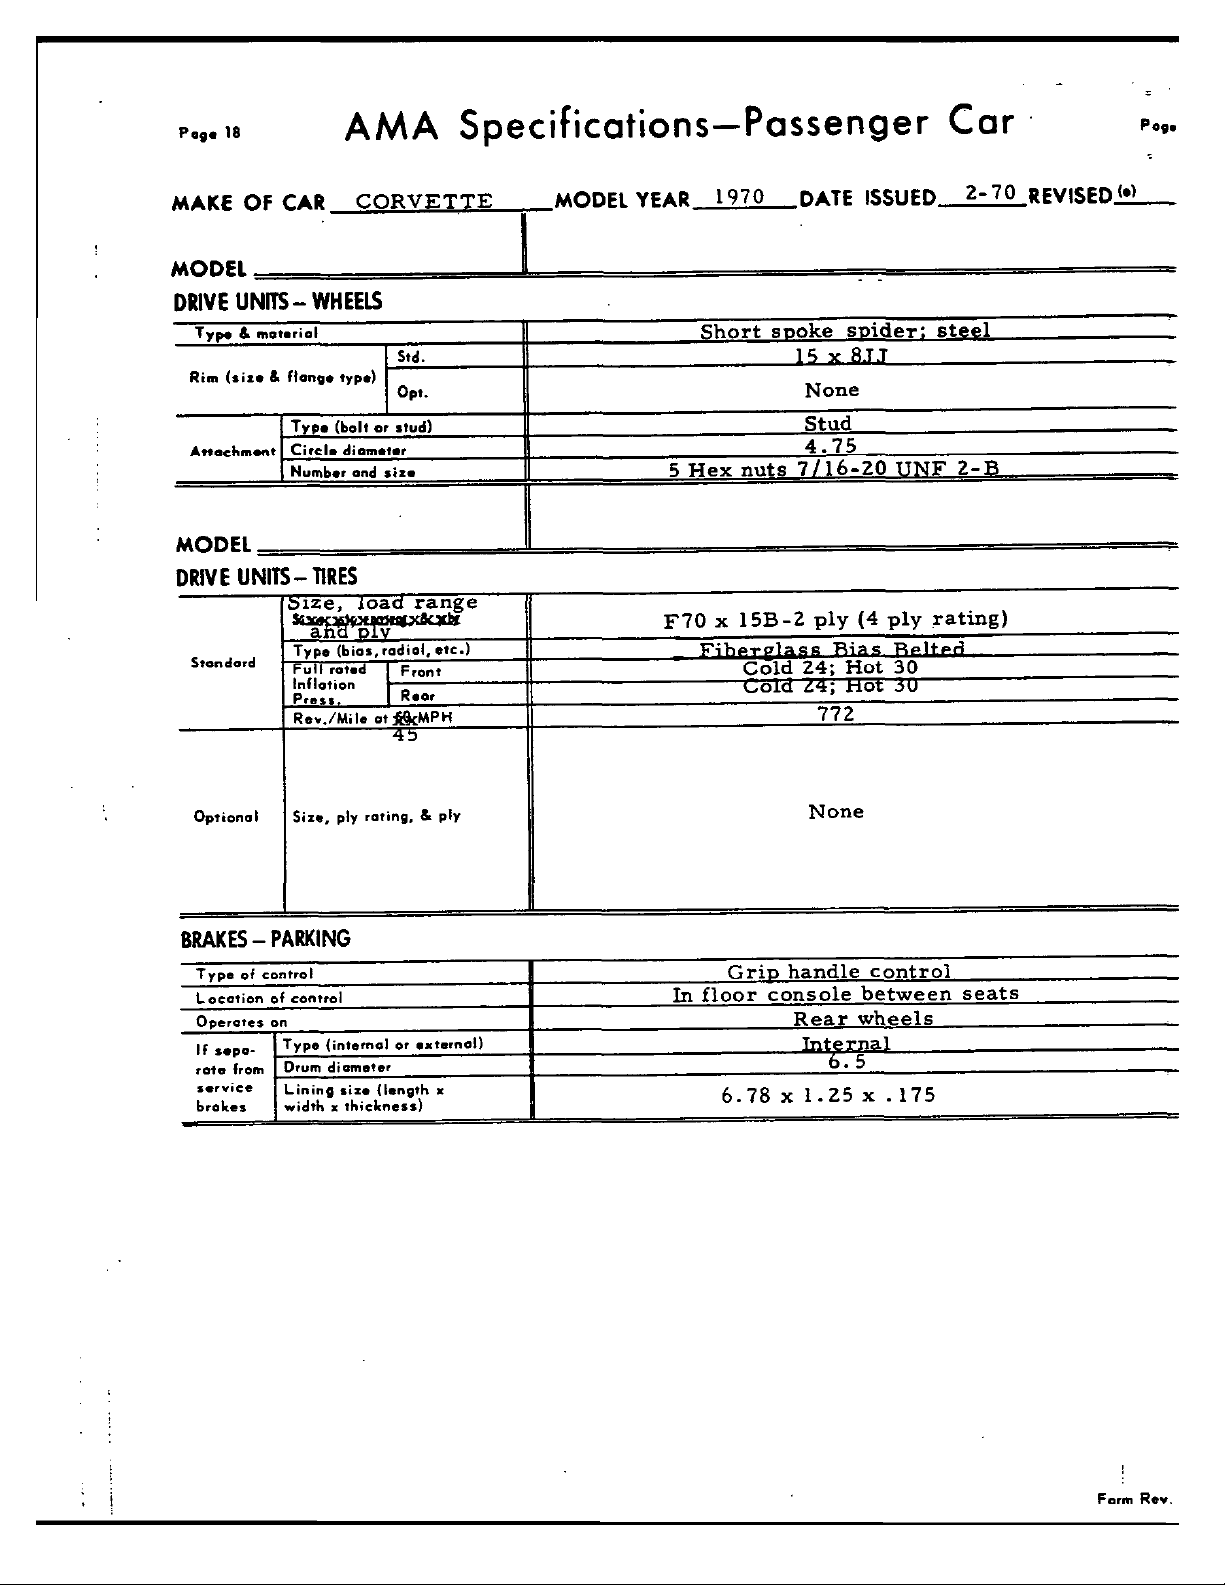 Page 18 AMA Specifications—Passenger Car Page
MAKE OF CAR CORVETTE MODEL YEAR 1970 DATE ISSUED 2-70 REVISED (•)
MODEL
DRIVE UNITS – WHEELS
Type & material Short spoke spider; steel
Rim (size & flange type) Std. 15 x 8JJ
Opt. None
Attachment Type (bolt or stud) Stud
Circle diameter 4.75
Number and size 5 Hex nuts 7/16-20 UNF 2-B
MODEL
DRIVE UNITS – TIRES
Standard Size, load range
and ply F70 x 15B-2 ply (4 ply rating)
Type (bias, radial, etc.) Fiberglass Bias Belted
Full rated Inflation Press. Front Cold 24; Hot 30
Rear Cold 24; Hot 30
Rev./Mile at MPH 772
45
Optional Size, ply rating, & ply None
BRAKES – PARKING
Type of control Grip handle control
Location of control In floor console between seats
Operates on Rear wheels
If sepa- rate from service brakes Type (internal or external) Internal
Drum diameter 6.5
Lining size (length x width x thickness) 6.78 x 1.25 x .175
Form Rev.